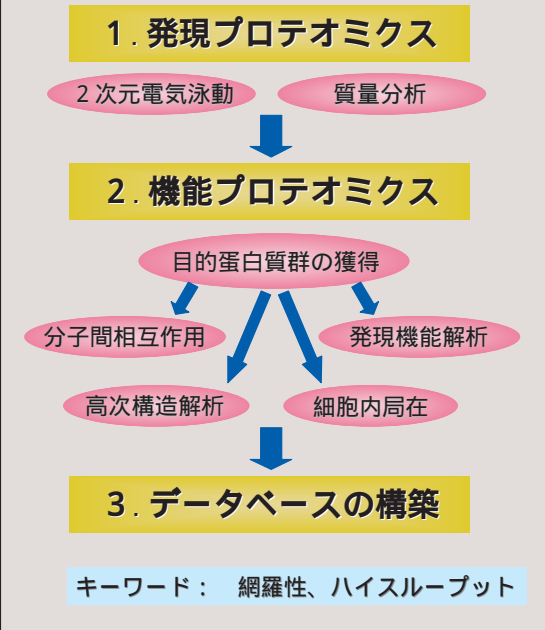 1. 発現プロテオミクス
2次元電気泳動
質量分析
2. 機能プロテオミクス
目的蛋白質群の獲得
分子間相互作用
発現機能解析
高次構造解析
細胞内局在
3. データベースの構築
キーワード： 網羅性、ハイスループット